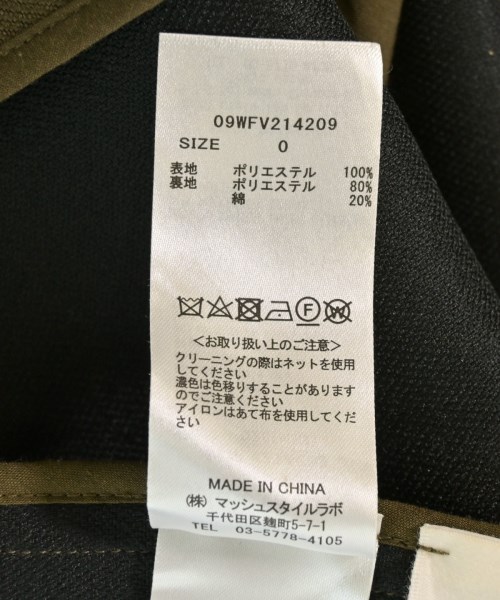 09WFV214209
SIZE 0
表地 ポリエステル 100%
裏地 ポリエステル 80%
綿 20%
F W
<お取り扱い上のご注意>
クリーニングの際はネットを使用
してください
濃色は色移りすることがあります
のでご注意ください
アイロンはあて布を使用してくだ
さい
MADE IN CHINA
(株) マッシュスタイルラボ
千代田区麹町5-7-1
TEL 03-5778-4105